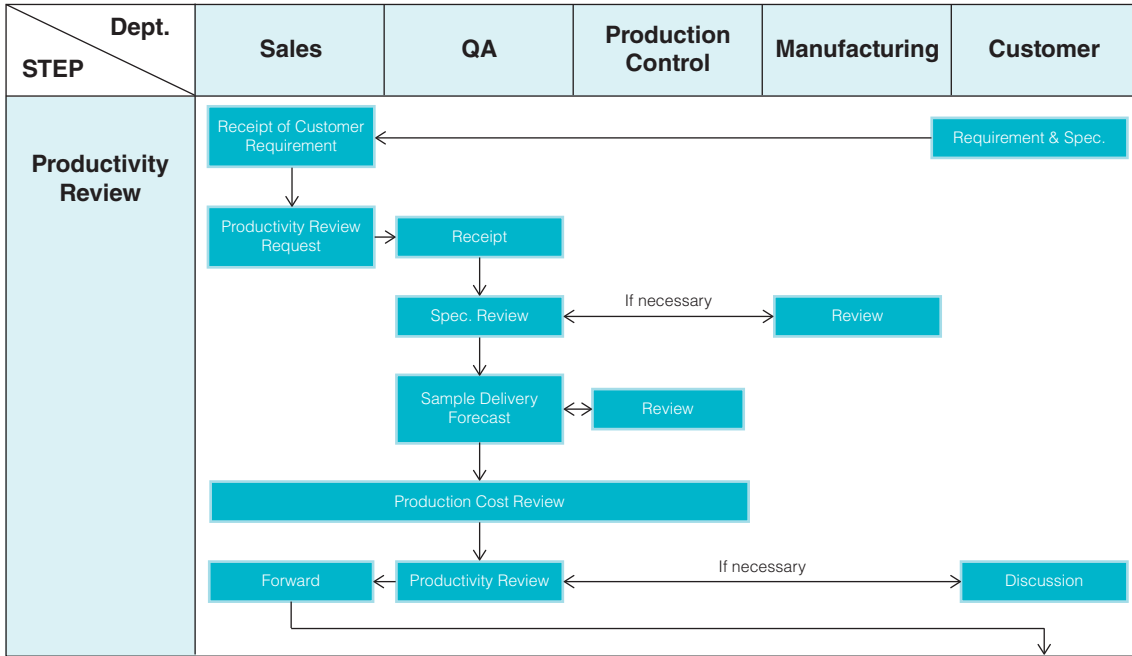 Dept.
STEP
Sales
QA
Production
Control
Manufacturing
Customer
Productivity
Review
Receipt of Customer
Requirement
Requirement & Spec.
Productivity Review
Request
Receipt
Spec. Review
If necessary
Review
Sample Delivery
Forecast
Review
Production Cost Review
Forward
Productivity Review
If necessary
Discussion